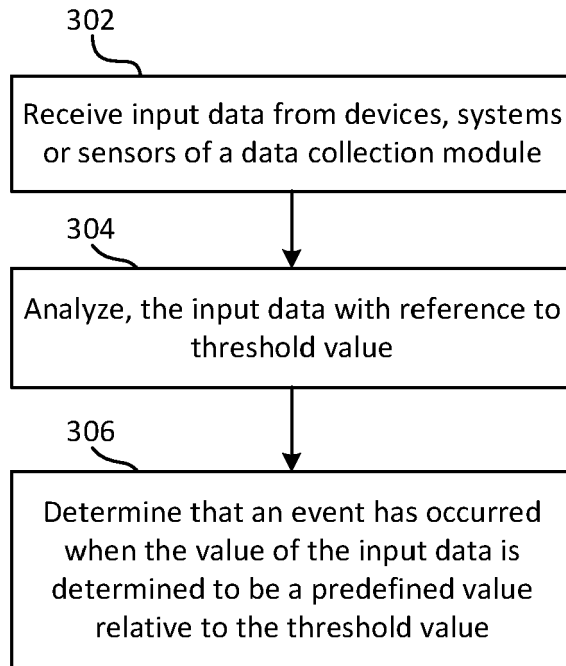 302
Receive input data from devices, systems
or sensors of a data collection module
304
Analyze, the input data with reference to
threshold value
306
Determine that an event has occurred
when the value of the input data is
determined to be a predefined value
relative to the threshold value